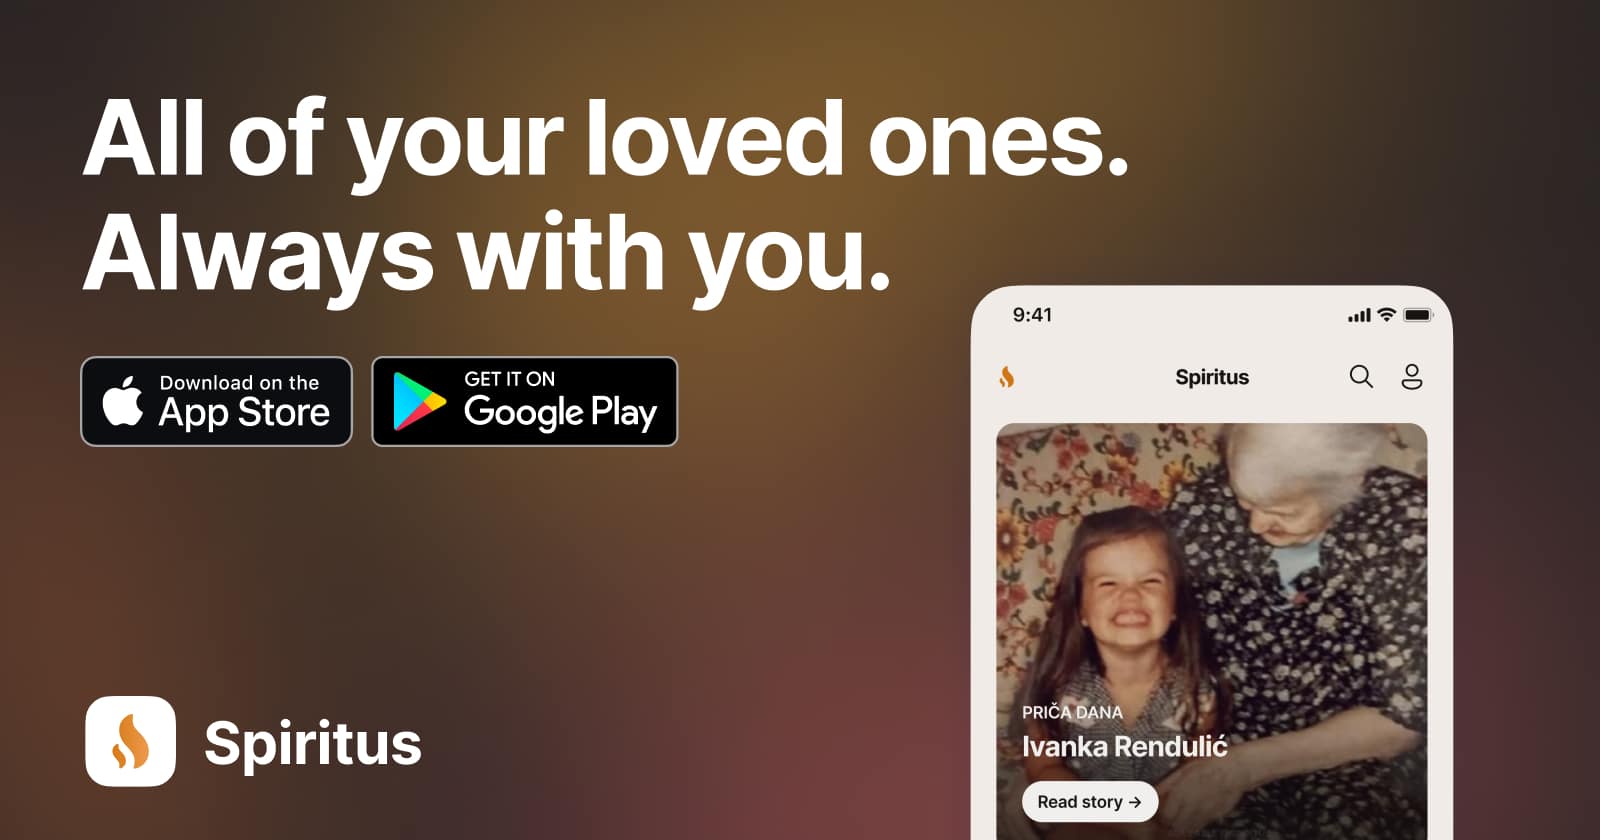 All of your loved ones.
Always with you.
Download on the
App Store
GET IT ON
Google Play
Spiritus
9:41
Spiritus
PRIČA DANA
Ivanka Rendulić
Read story →